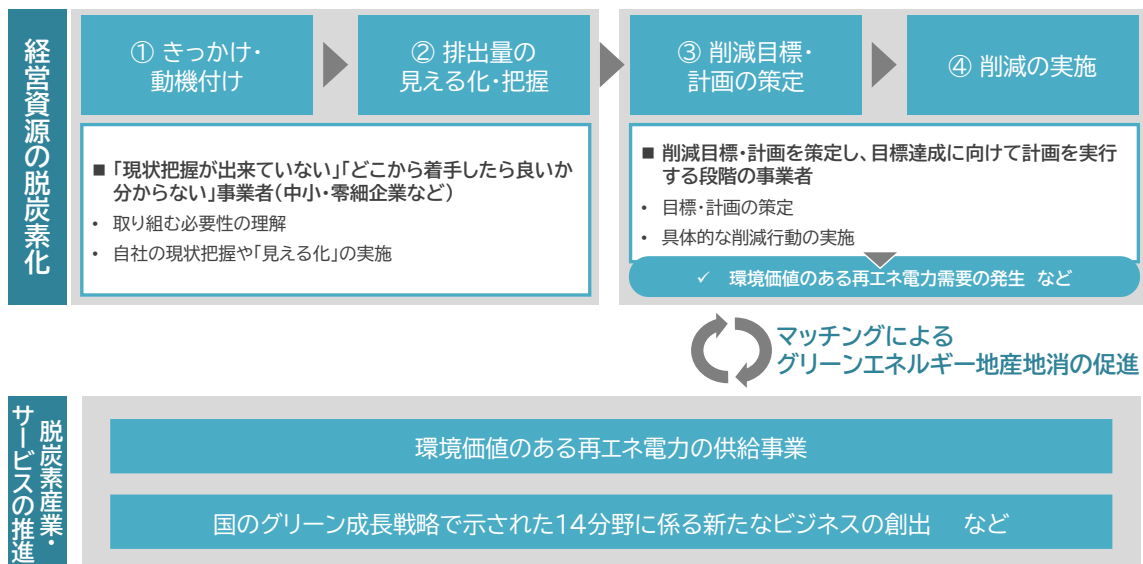 経営資源の脱炭素化
① きっかけ・
動機付け
② 排出量の
見える化・把握
③ 削減目標・
計画の策定
④ 削減の実施
■ 「現状把握が出来ていない」「どこから着手したら良いか
分からない」事業者（中小・零細企業など）
• 取り組む必要性の理解
• 自社の現状把握や「見える化」の実施
■ 削減目標・計画を策定し、目標達成に向けて計画を実行
する段階の事業者
• 目標・計画の策定
• 具体的な削減行動の実施
✓ 環境価値のある再エネ電力需要の発生 など
マッチングによる
グリーンエネルギー地産地消の促進
脱炭素産業・
サービスの推進
環境価値のある再エネ電力の供給事業
国のグリーン成長戦略で示された14分野に係る新たなビジネスの創出 など